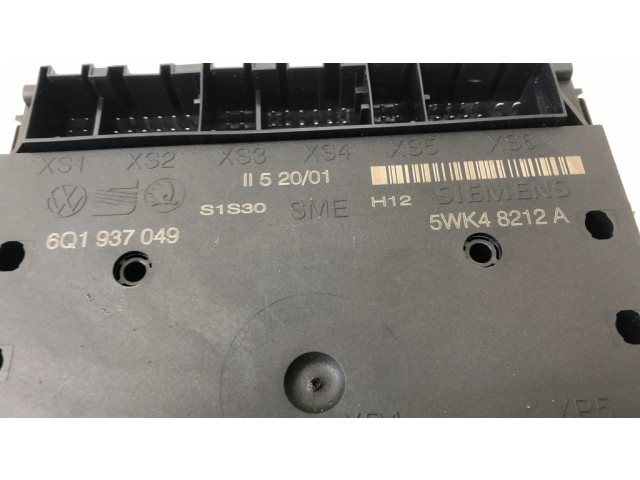 XS1 XS2 XS3 XS4 XS5 XS6
II 5 20/01
S1S30 SME H12 SIEMENS
6Q1 937 049 5WK4 8212 A
XP5